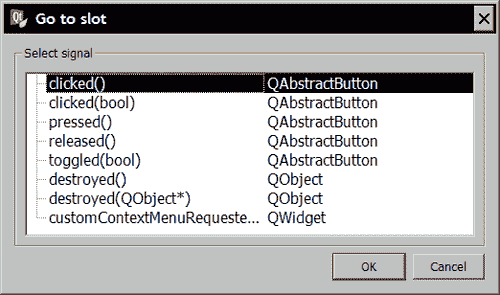 Go to slot
Select signal
clicked() QAbstractButton
clicked(bool) QAbstractButton
pressed() QAbstractButton
released() QAbstractButton
toggled(bool) QAbstractButton
destroyed() QObject
destroyed(QObject*) QObject
customContextMenuRequeste... QWidget
OK Cancel